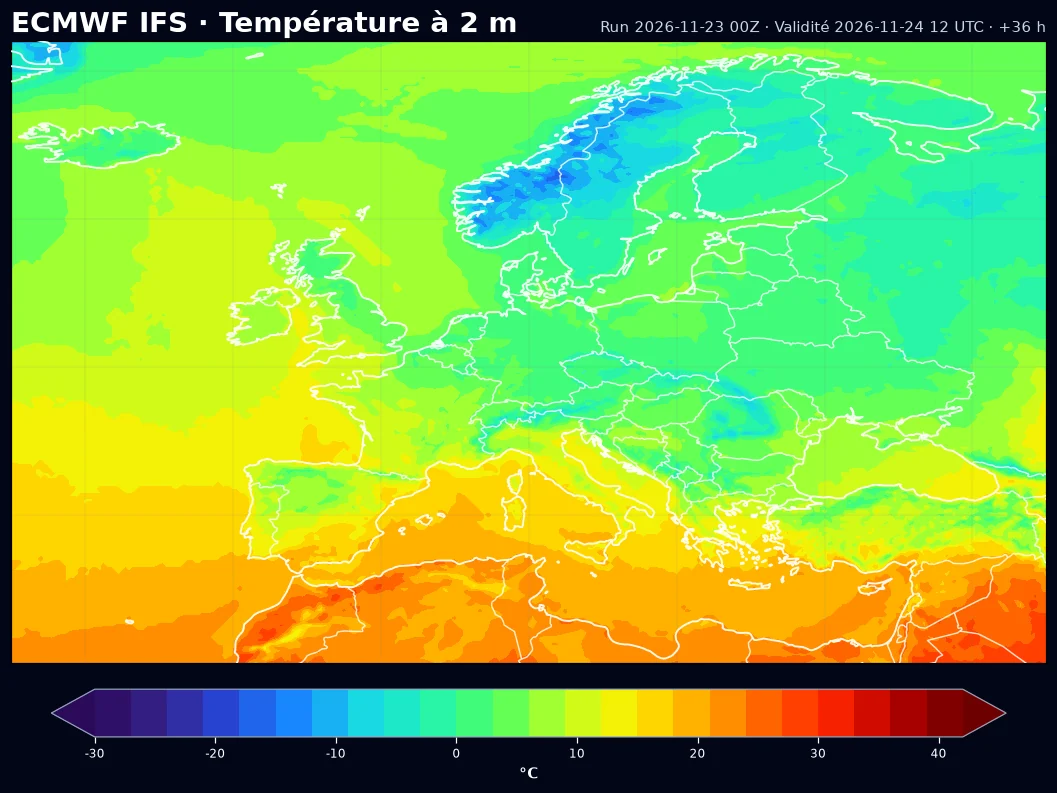 ECMWF IFS · Température à 2 m
Run 2026-11-23 00Z · Validité 2026-11-24 12 UTC · +36 h
-30 -20 -10 0 10 20 30 40
°C